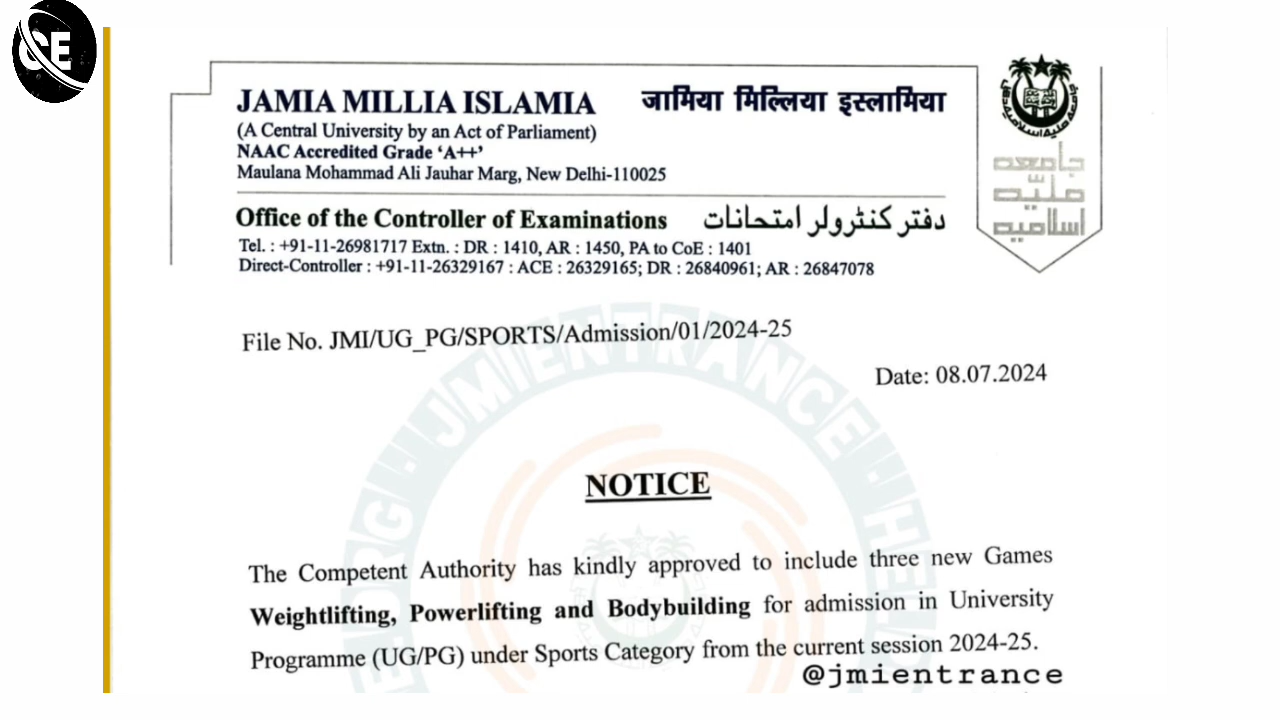 CE
JAMIA MILLIA ISLAMIA जामिया मिल्लिया इस्लामिया
(A Central University by an Act of Parliament)
NAAC Accredited Grade ‘A++’
Maulana Mohammad Ali Jauhar Marg, New Delhi-110025
جامعه
ملیّه
اسلامیه
Office of the Controller of Examinations دفتر کنٹرولر امتحانات
Tel. : +91-11-26981717 Extn. : DR : 1410, AR : 1450, PA to CoE : 1401
Direct-Controller : +91-11-26329167 : ACE : 26329165; DR : 26840961; AR : 26847078
File No. JMI/UG_PG/SPORTS/Admission/01/2024-25
Date: 08.07.2024
JMIENTRANCE
NOTICE
The Competent Authority has kindly approved to include three new Games
Weightlifting, Powerlifting and Bodybuilding for admission in University
Programme (UG/PG) under Sports Category from the current session 2024-25.
@jmientrance